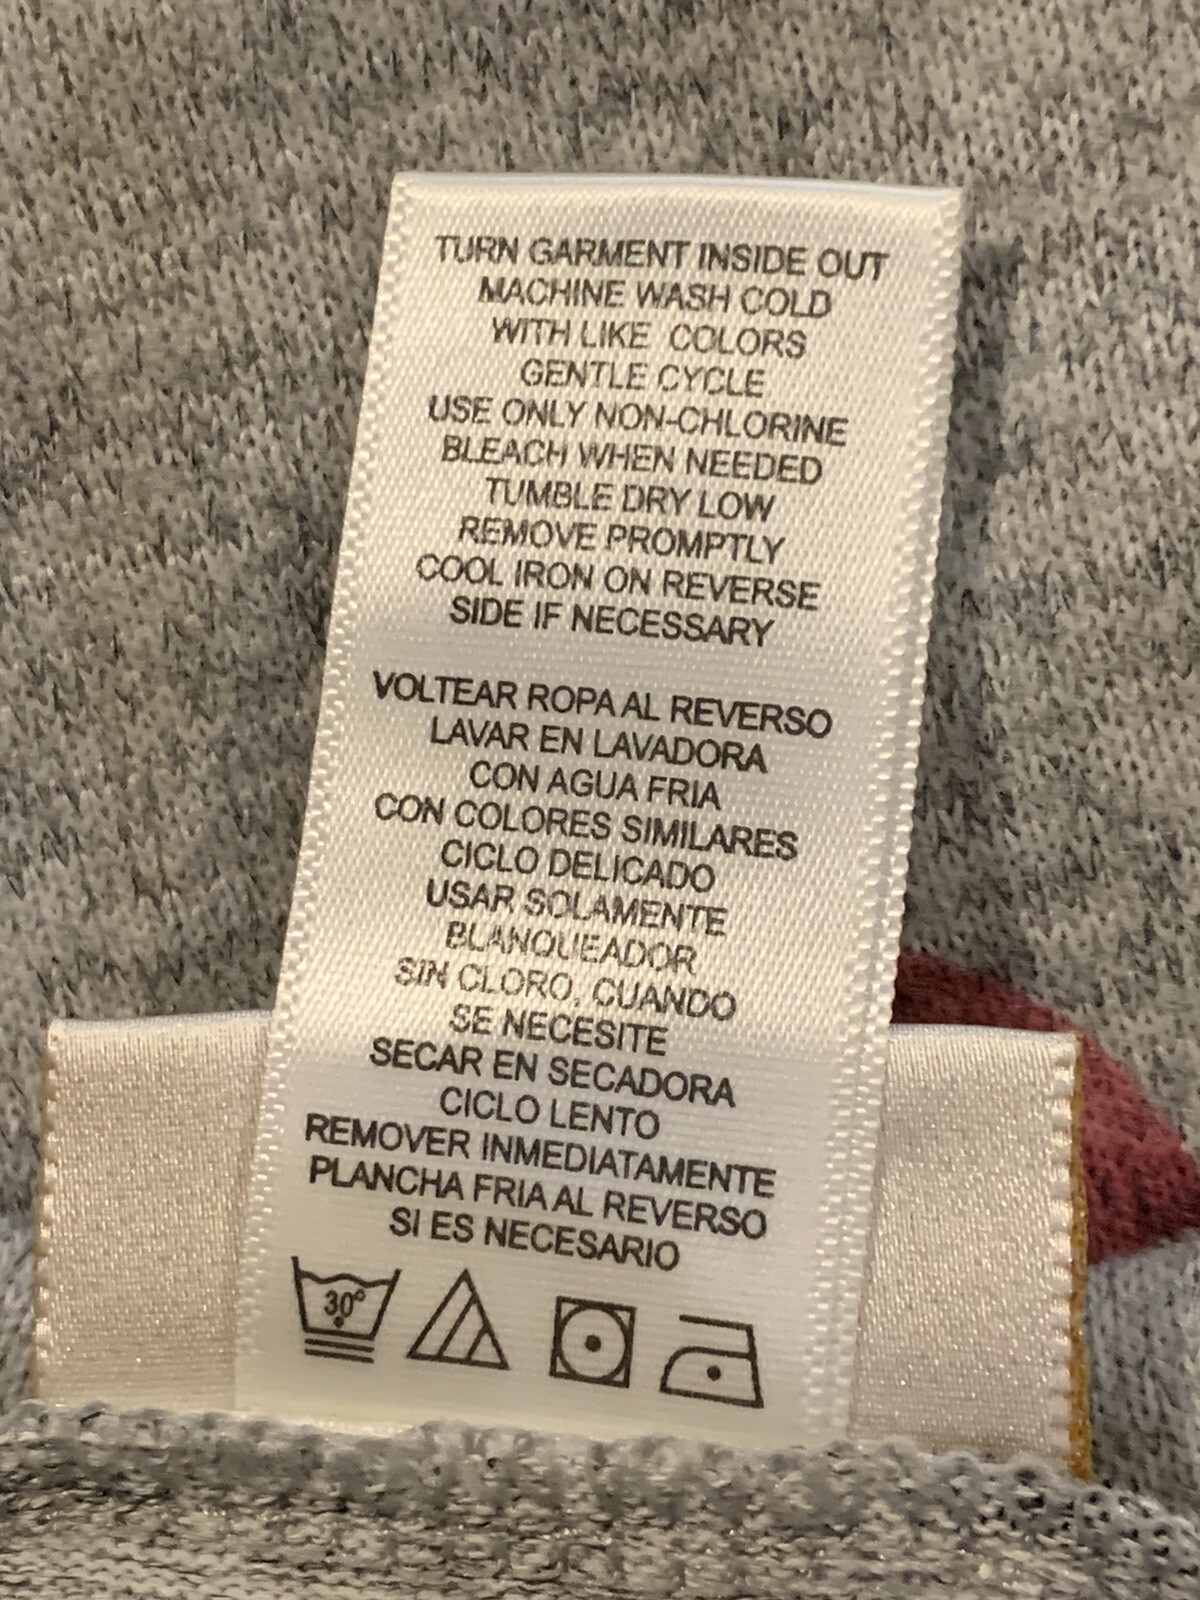 TURN GARMENT INSIDE OUT
MACHINE WASH COLD
WITH LIKE COLORS
GENTLE CYCLE
USE ONLY NON-CHLORINE
BLEACH WHEN NEEDED
TUMBLE DRY LOW
REMOVE PROMPTLY
COOL IRON ON REVERSE
SIDE IF NECESSARY
VOLTEAR ROPA AL REVERSO
LAVAR EN LAVADORA
CON AGUA FRIA
CON COLORES SIMILARES
CICLO DELICADO
USAR SOLAMENTE
BLANQUEADOR
SIN CLORO, CUANDO
SE NECESITE
SECAR EN SECADORA
CICLO LENTO
REMOVER INMEDIATAMENTE
PLANCHA FRIA AL REVERSO
SI ES NECESARIO
30°